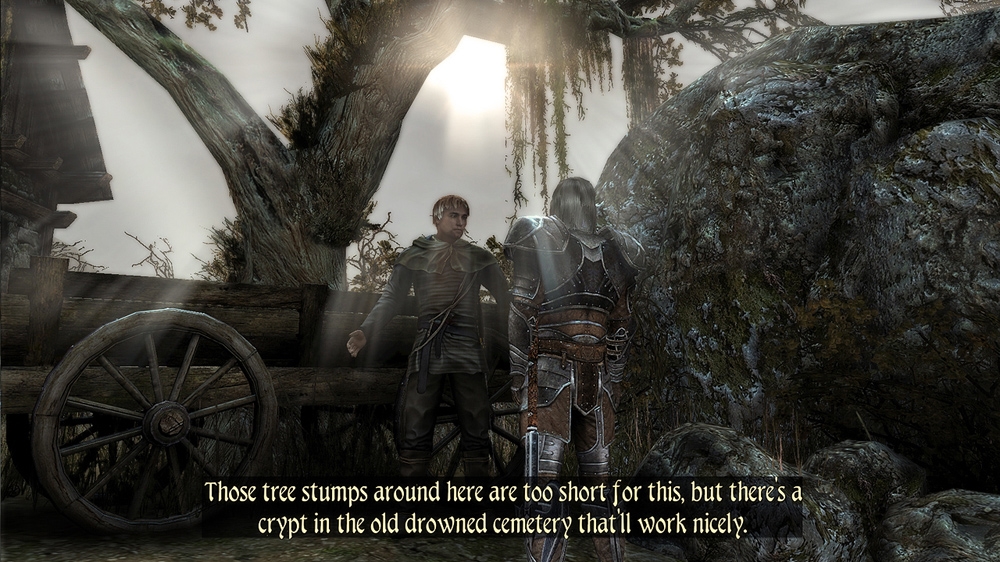 Those tree stumps around here are too short for this, but there's a
crypt in the old drowned cemetery that'll work nicely.